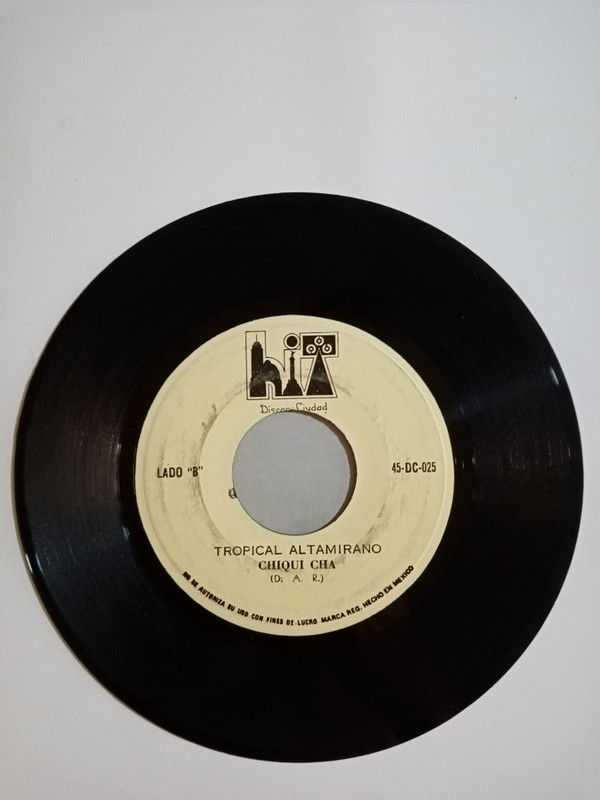 hit
Discos Ciudad
LADO "B"
45-DC-025
TROPICAL ALTAMIRANO
CHIQUI CHA
(D. A. R.)
NO SE AUTORIZA SU USO CON FINES DE LUCRO MARCA REG. HECHO EN MEXICO